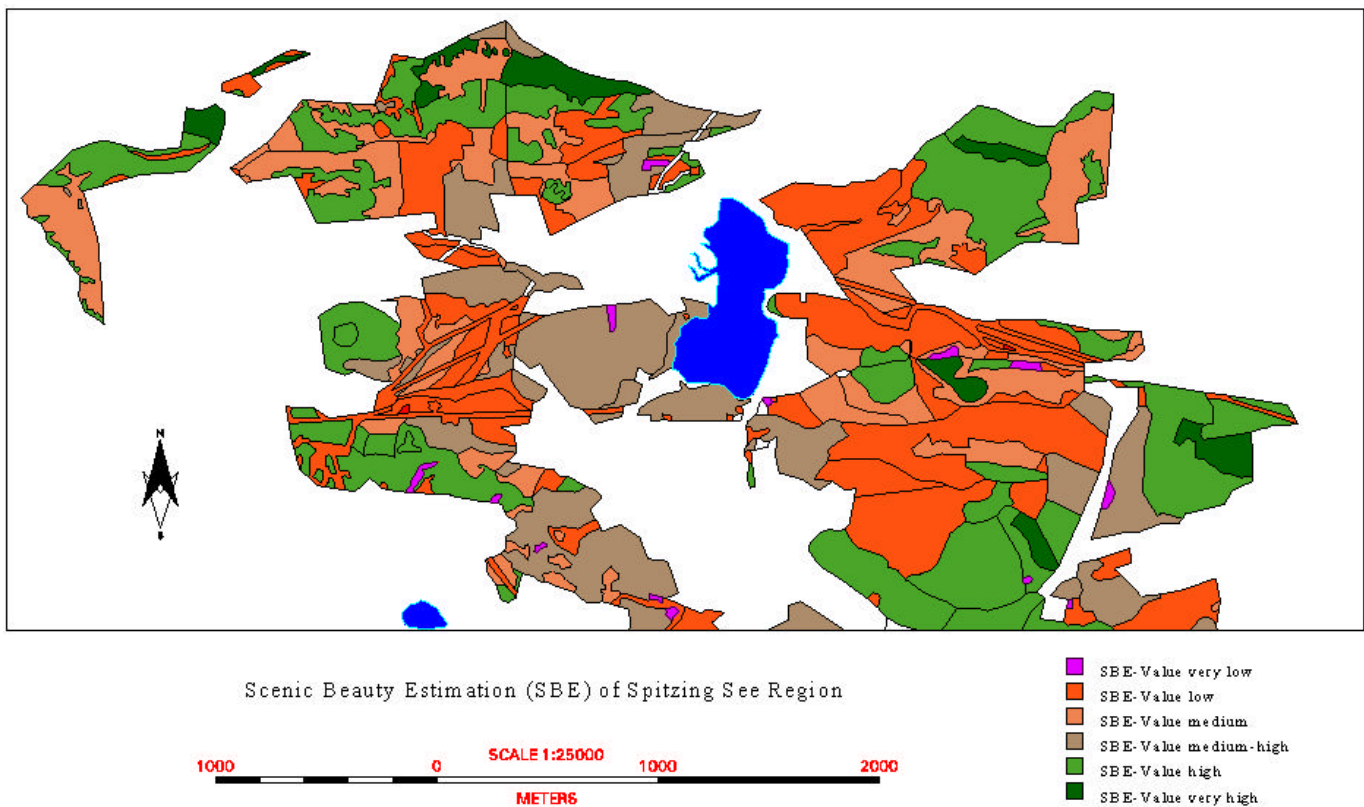 N
S
Scenic Beauty Estimation (SBE) of Spitzing See Region
SCALE 1:25000
1000 0 1000 2000
METERS
SBE-Value very low
SBE-Value low
SBE-Value medium
SBE-Value medium-high
SBE-Value high
SBE-Value very high